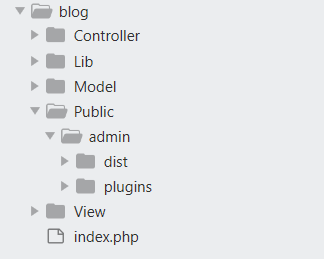 blog
Controller
Lib
Model
Public
admin
dist
plugins
View
index.php